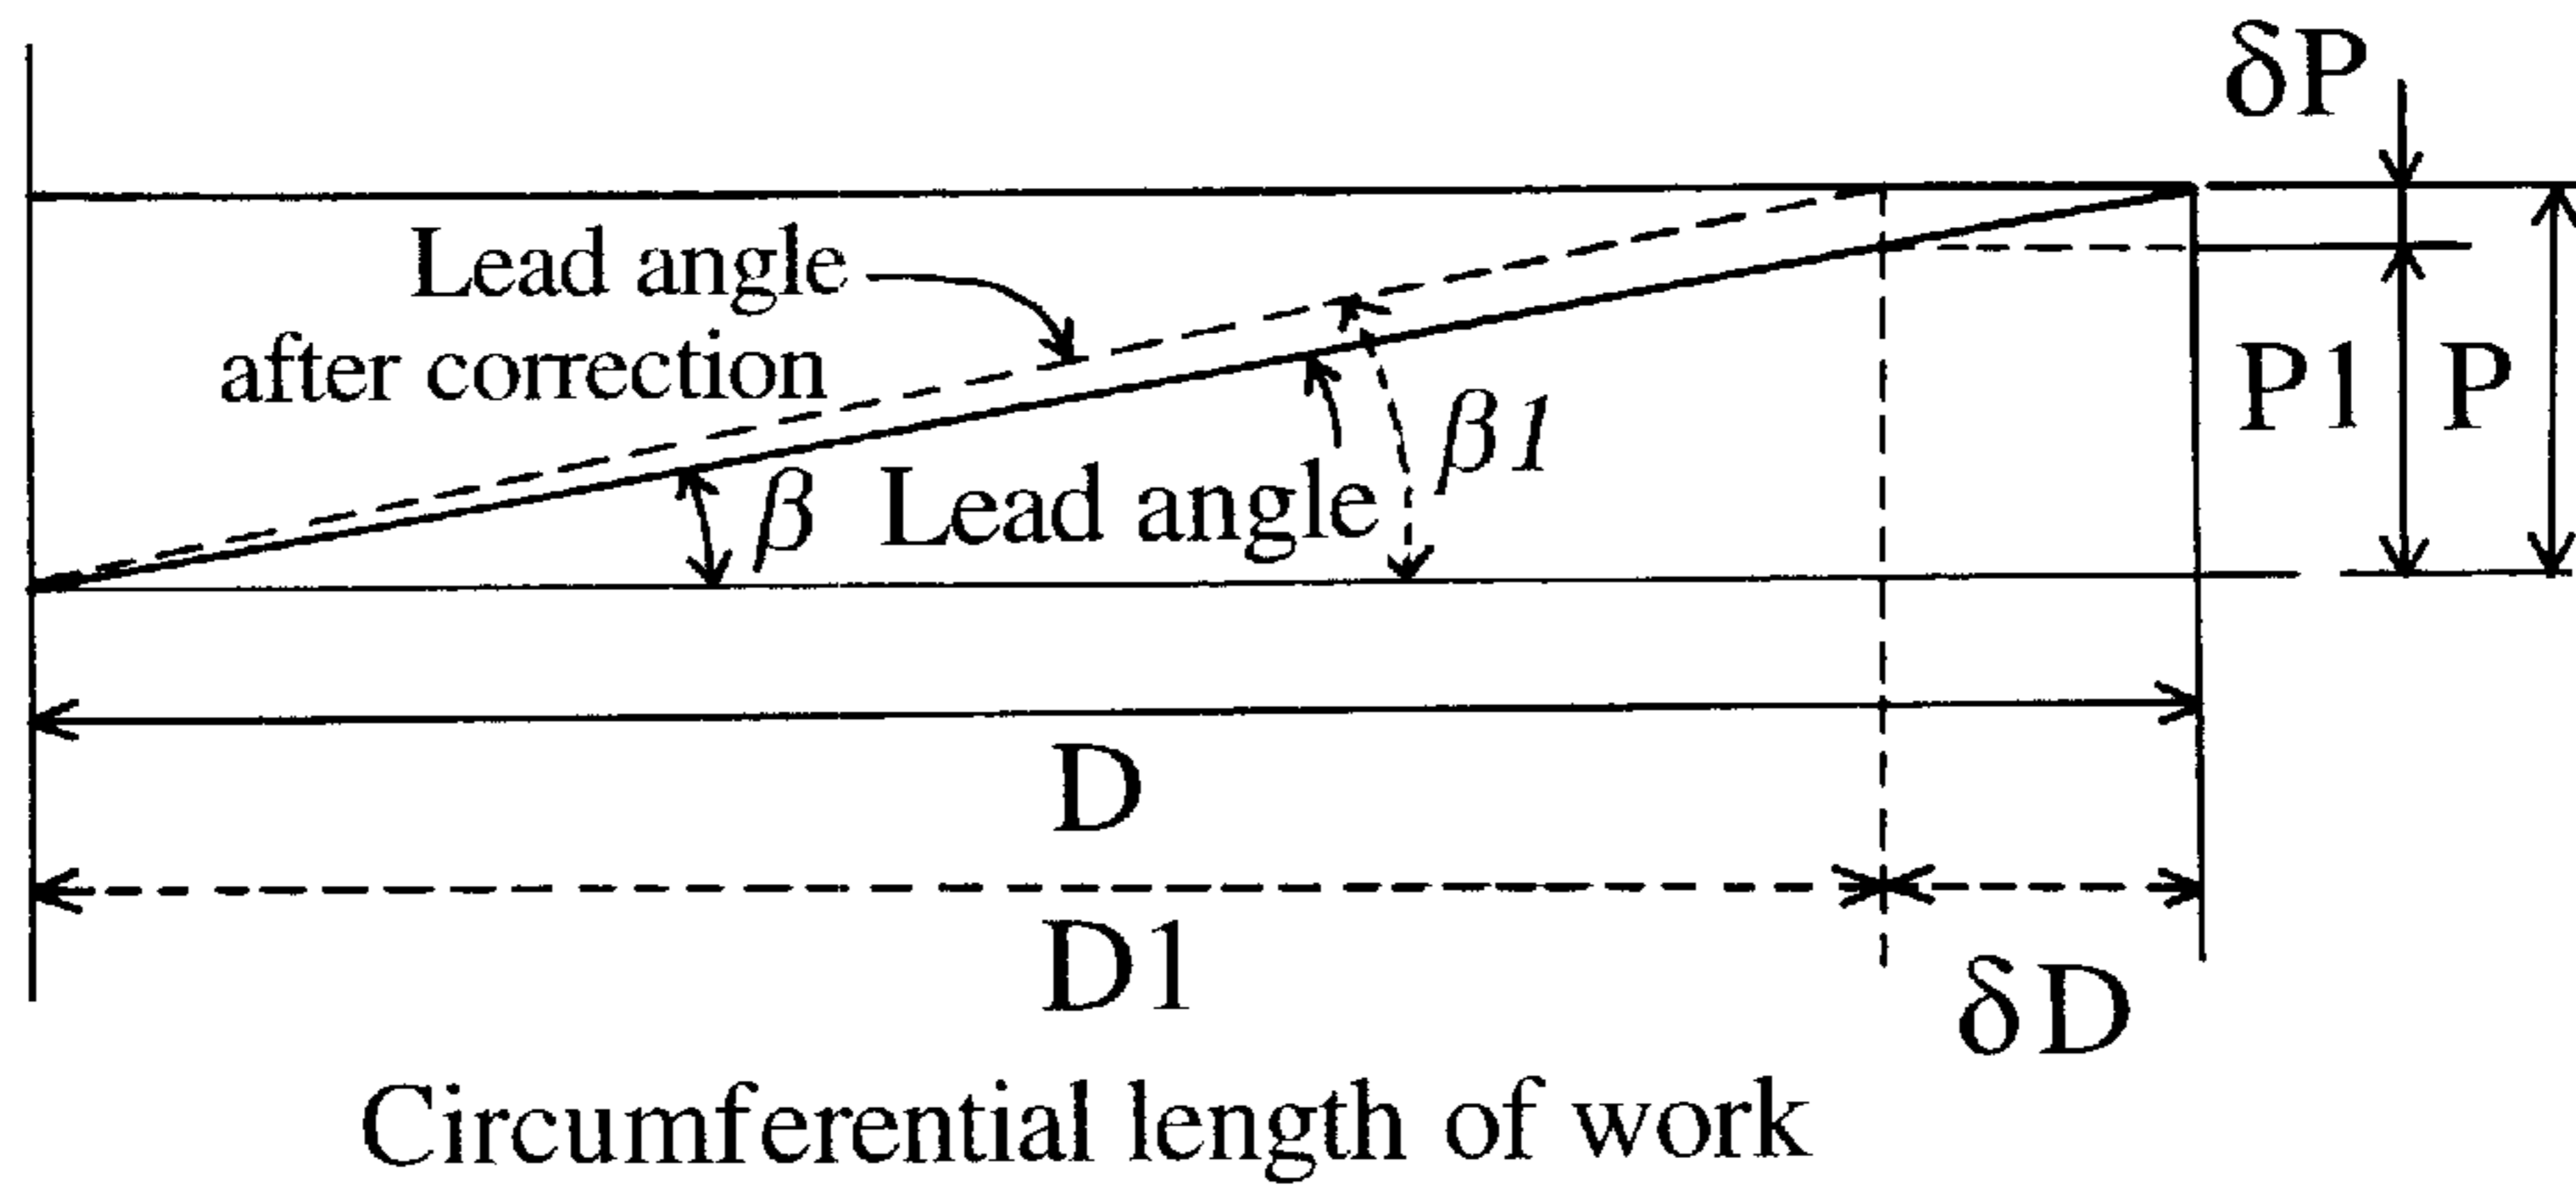 δP
Lead angle
after correction
P1
P
β1
β
Lead angle
D
D1
δD
Circumferential length of work